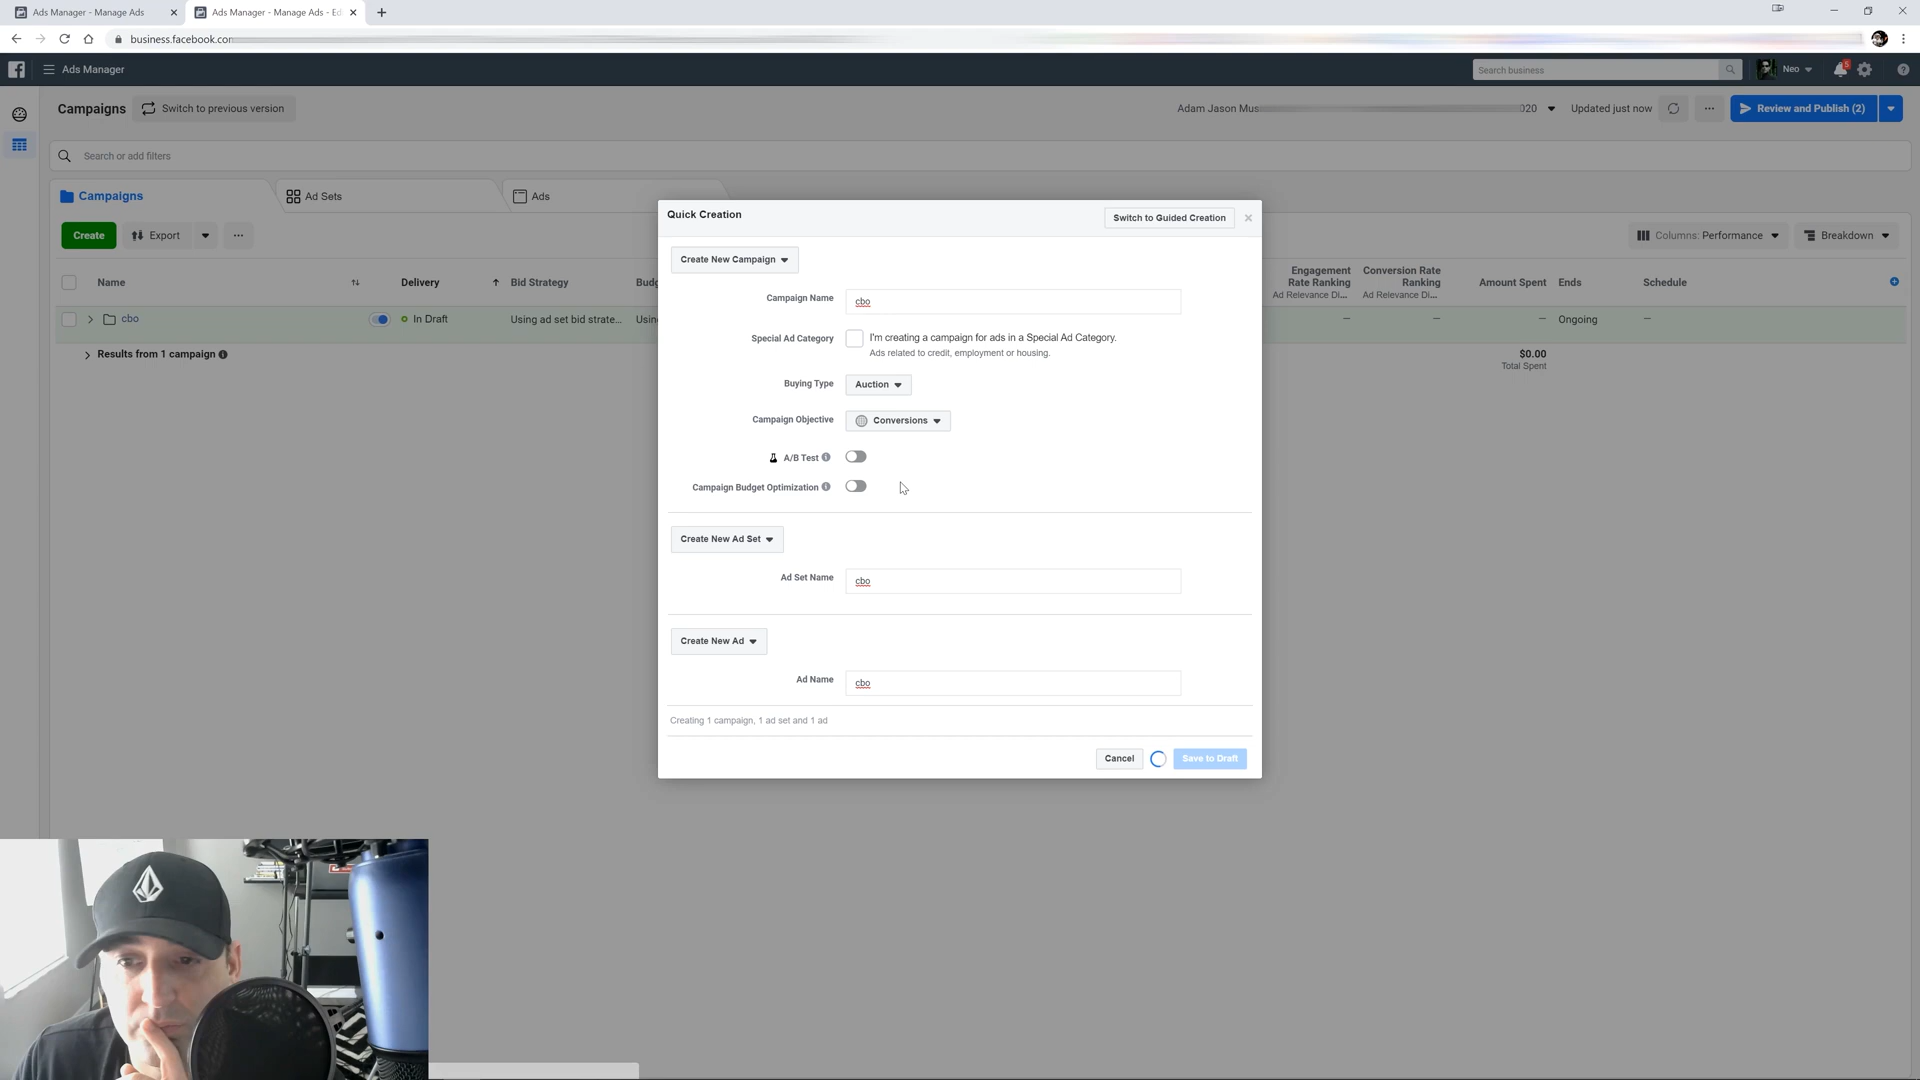 Ads Manager - Manage Ads
Ads Manager - Manage Ads - Ed
business.facebook.com
Ads Manager
Search business
Neo
5
Campaigns
Switch to previous version
Adam Jason Mus
020
Updated just now
Review and Publish (2)
Search or add filters
Campaigns
Ad Sets
Ads
Create
Export
Columns: Performance
Breakdown
Name
Delivery
Bid Strategy
Budg
Engagement Rate Ranking
Ad Relevance Di...
Conversion Rate Ranking
Ad Relevance Di...
Amount Spent
Ends
Schedule
cbo
In Draft
Using ad set bid strate...
Using
—
—
—
Ongoing
—
Results from 1 campaign
$0.00
Total Spent
Quick Creation
Switch to Guided Creation
Create New Campaign
Campaign Name
cbo
Special Ad Category
I'm creating a campaign for ads in a Special Ad Category.
Ads related to credit, employment or housing.
Buying Type
Auction
Campaign Objective
Conversions
A/B Test
Campaign Budget Optimization
Create New Ad Set
Ad Set Name
cbo
Create New Ad
Ad Name
cbo
Creating 1 campaign, 1 ad set and 1 ad
Cancel
Save to Draft